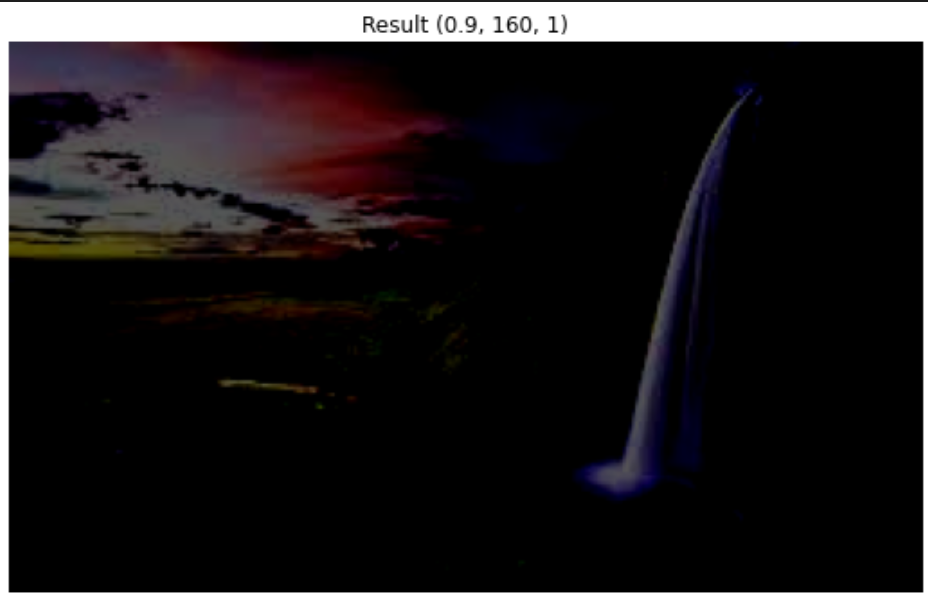 Result (0.9, 160, 1)